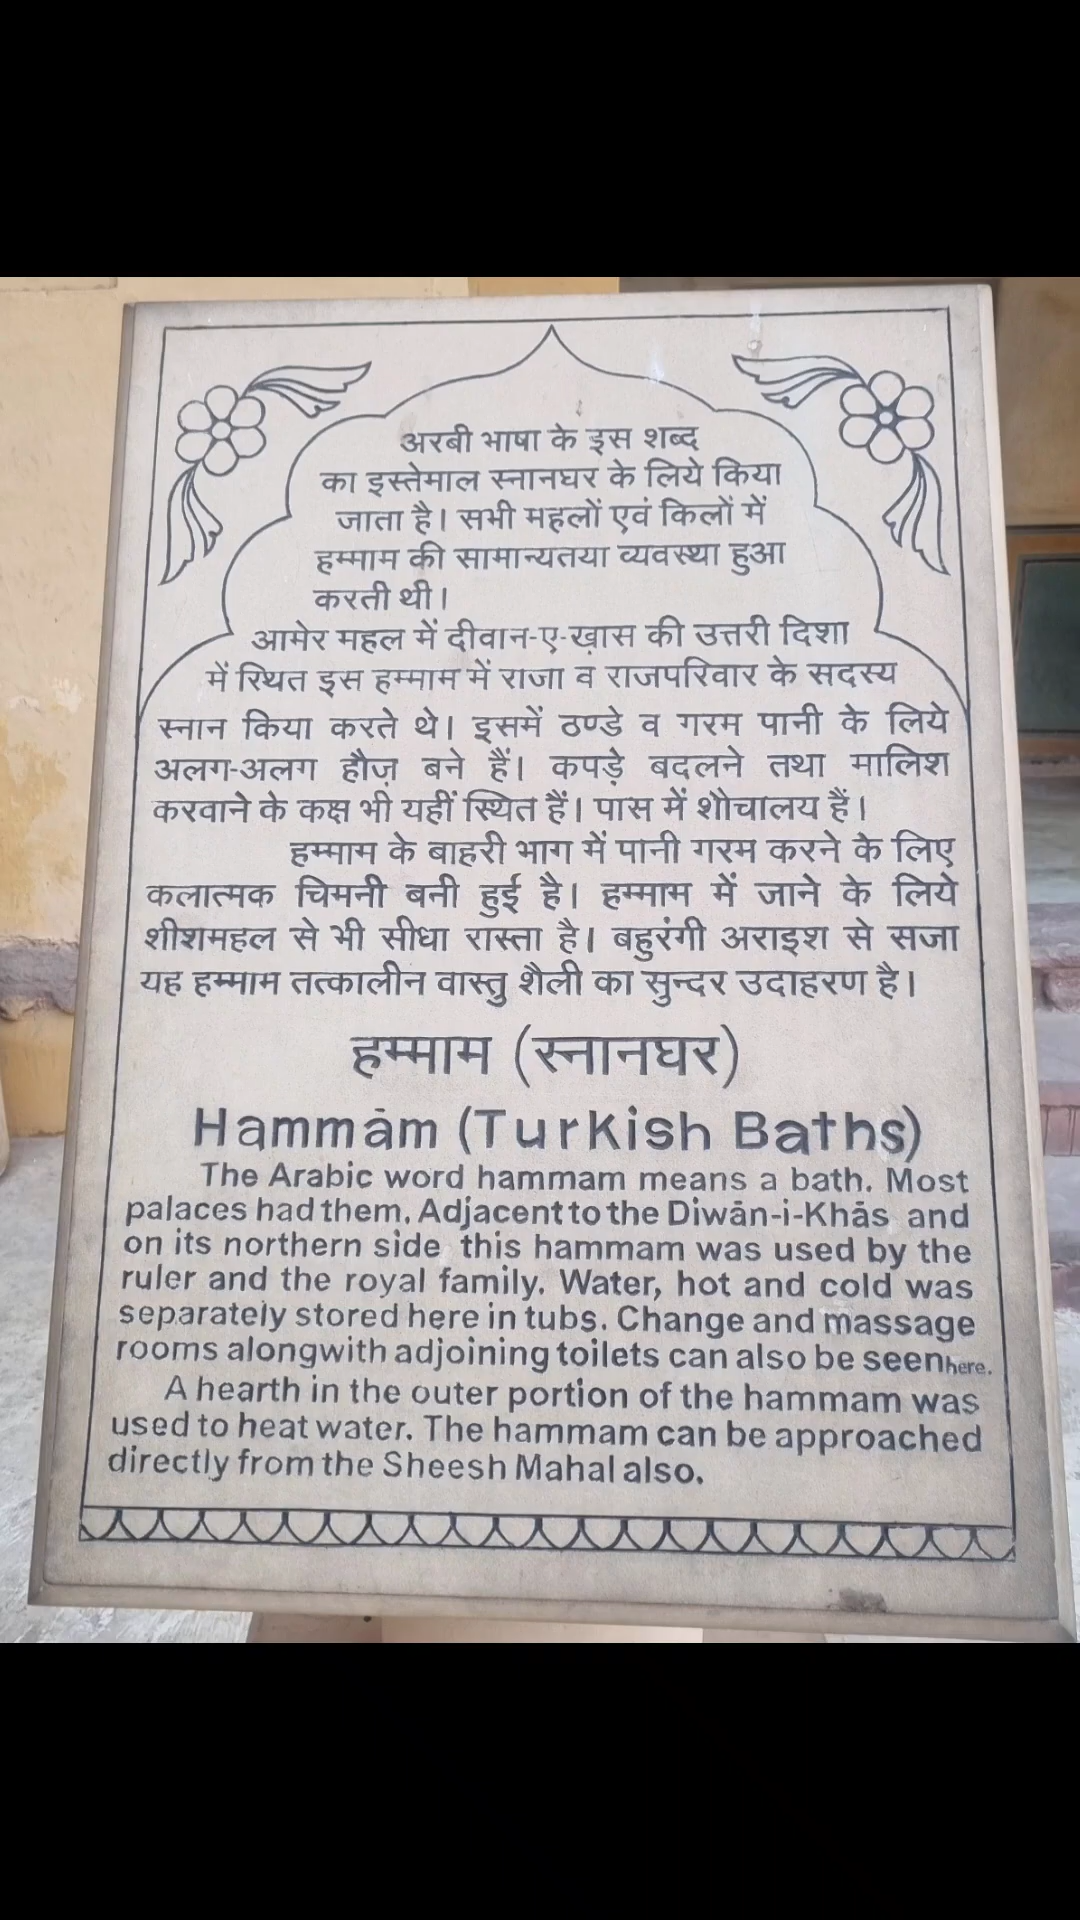 अरबी भाषा के इस शब्द
का इस्तेमाल स्नानघर के लिये किया
जाता है। सभी महलों एवं किलों में
हम्माम की सामान्यतया व्यवस्था हुआ
करती थी।
आमेर महल में दीवान-ए-ख़ास की उत्तरी दिशा
में स्थित इस हम्माम में राजा व राजपरिवार के सदस्य
स्नान किया करते थे। इसमें ठण्डे व गरम पानी के लिये
अलग-अलग हौज़ बने हैं। कपड़े बदलने तथा मालिश
करवाने के कक्ष भी यहीं स्थित हैं। पास में शौचालय हैं।
हम्माम के बाहरी भाग में पानी गरम करने के लिए
कलात्मक चिमनी बनी हुई है। हम्माम में जाने के लिये
शीशमहल से भी सीधा रास्ता है। बहुरंगी अराइश से सजा
यह हम्माम तत्कालीन वास्तु शैली का सुन्दर उदाहरण है।
हम्माम (स्नानघर)
Hammām (Turkish Baths)
The Arabic word hammam means a bath. Most
palaces had them. Adjacent to the Diwān-i-Khās and
on its northern side this hammam was used by the
ruler and the royal family. Water, hot and cold was
separately stored here in tubs. Change and massage
rooms alongwith adjoining toilets can also be seen here.
A hearth in the outer portion of the hammam was
used to heat water. The hammam can be approached
directly from the Sheesh Mahal also.